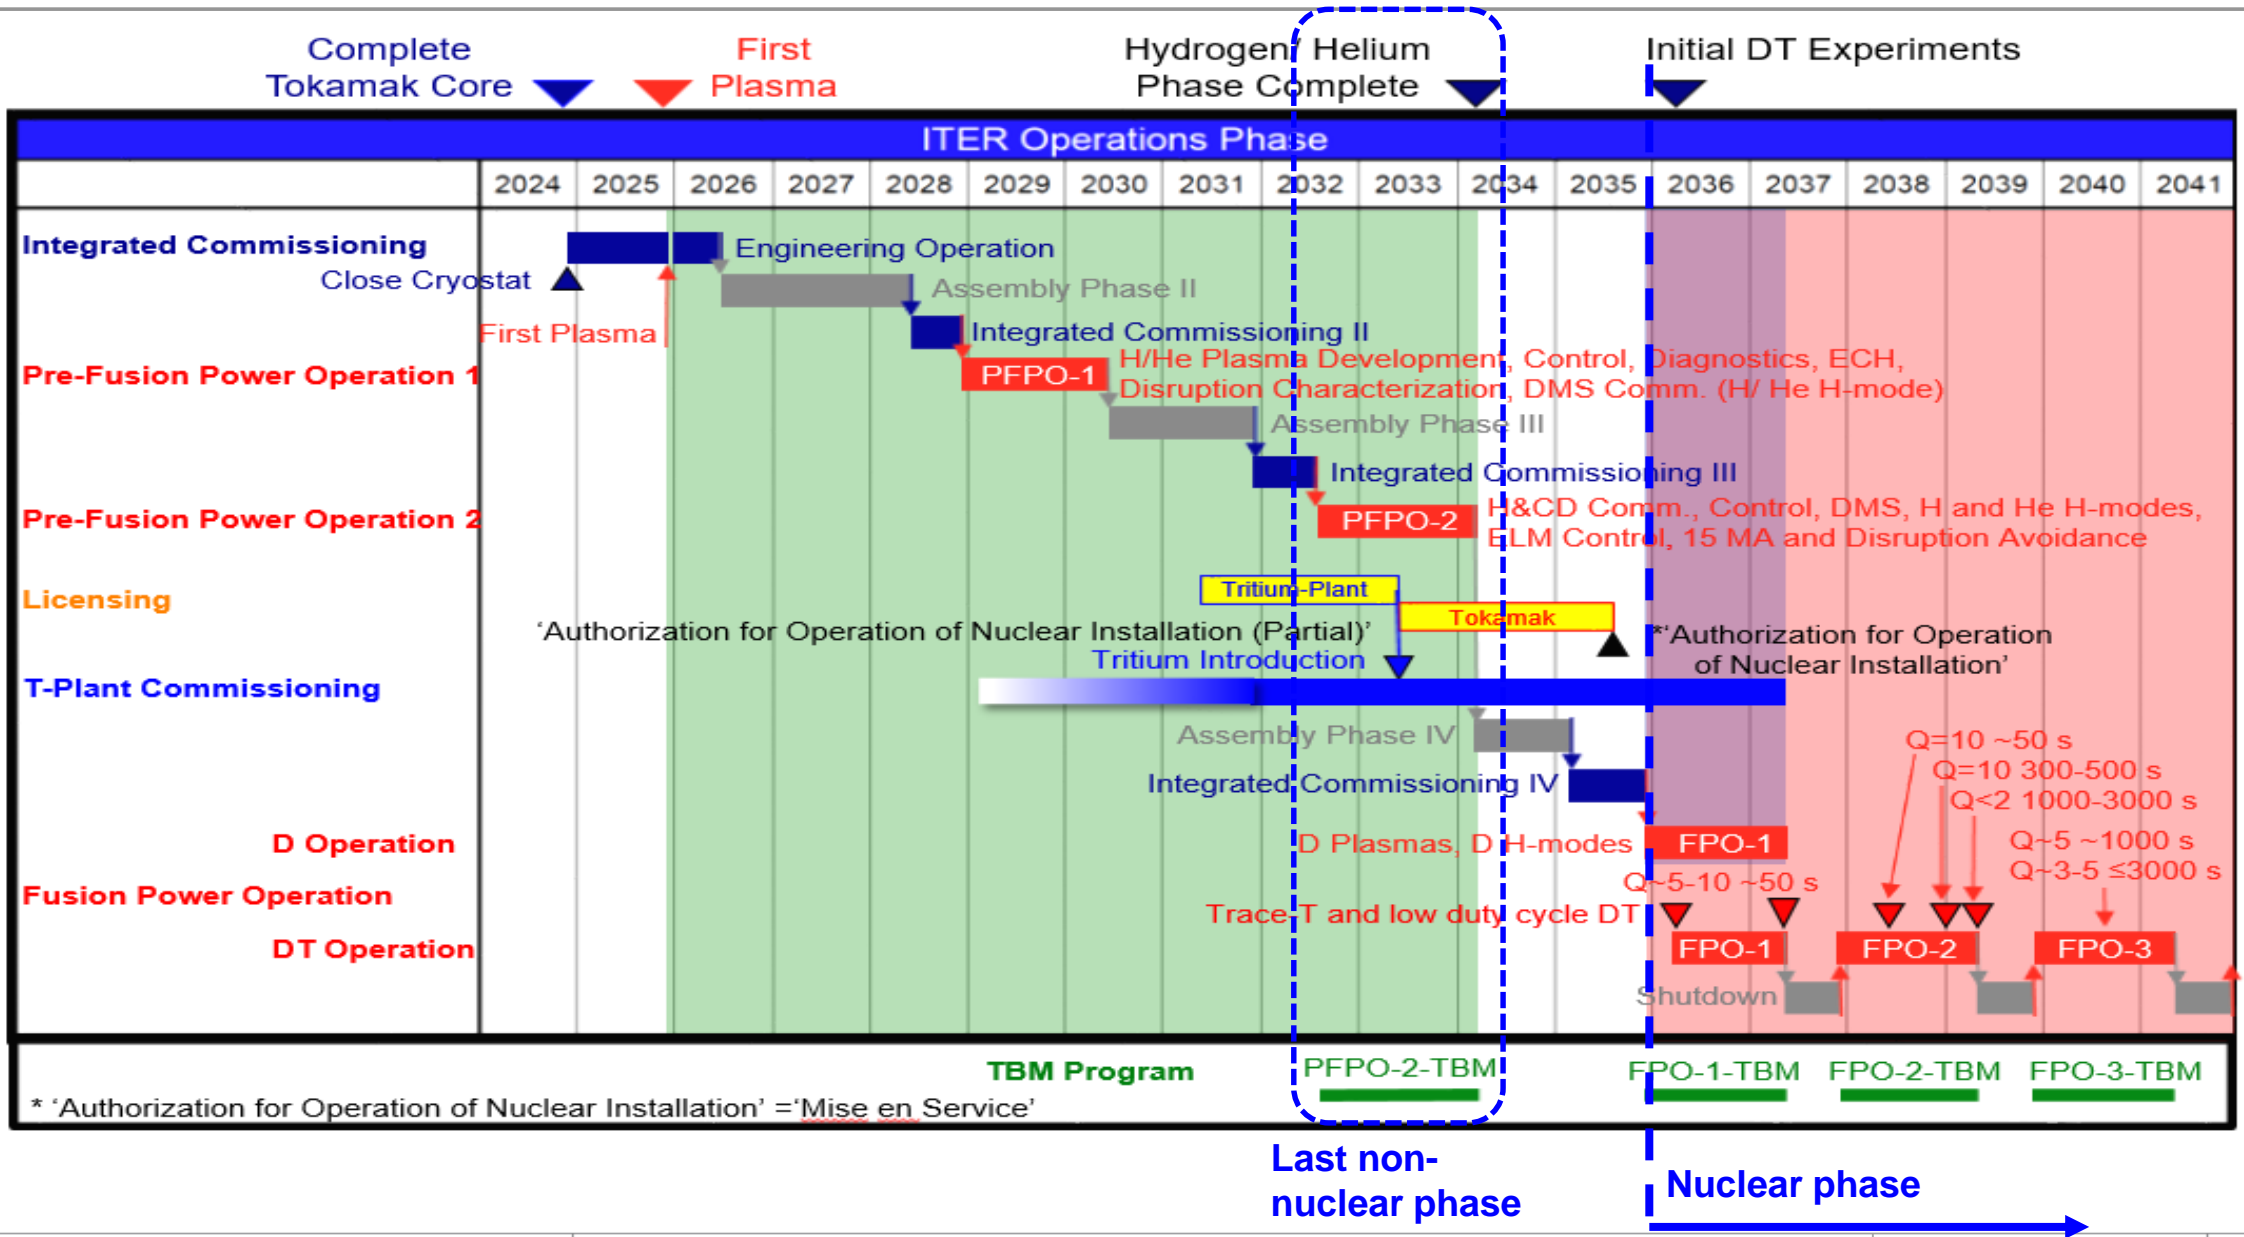 Complete
Tokamak Core
First
Plasma
Hydrogen/ Helium
Phase Complete
Initial DT Experiments
ITER Operations Phase
2024 2025 2026 2027 2028 2029 2030 2031 2032 2033 2034 2035 2036 2037 2038 2039 2040 2041
Integrated Commissioning
Engineering Operation
Close Cryostat
Assembly Phase II
First Plasma
Integrated Commissioning II
Pre-Fusion Power Operation 1
PFPO-1
H/He Plasma Development, Control, Diagnostics, ECH,
Disruption Characterization, DMS Comm. (H/ He H-mode)
Assembly Phase III
Integrated Commissioning III
Pre-Fusion Power Operation 2
PFPO-2
H&CD Comm., Control, DMS, H and He H-modes,
ELM Control, 15 MA and Disruption Avoidance
Licensing
Tritium-Plant
Tokamak
‘Authorization for Operation of Nuclear Installation (Partial)’
*‘Authorization for Operation
of Nuclear Installation’
Tritium Introduction
T-Plant Commissioning
Assembly Phase IV
Integrated Commissioning IV
Q=10 ~50 s
Q=10 300-500 s
Q<2 1000-3000 s
D Operation
D Plasmas, D H-modes
FPO-1
Q~5 ~1000 s
Q~3-5 ≤3000 s
Fusion Power Operation
Q~5-10 ~50 s
Trace-T and low duty cycle DT
DT Operation
FPO-1
FPO-2
FPO-3
Shutdown
TBM Program
PFPO-2-TBM
FPO-1-TBM
FPO-2-TBM
FPO-3-TBM
* ‘Authorization for Operation of Nuclear Installation’ =‘Mise en Service’
Last non-
nuclear phase
Nuclear phase